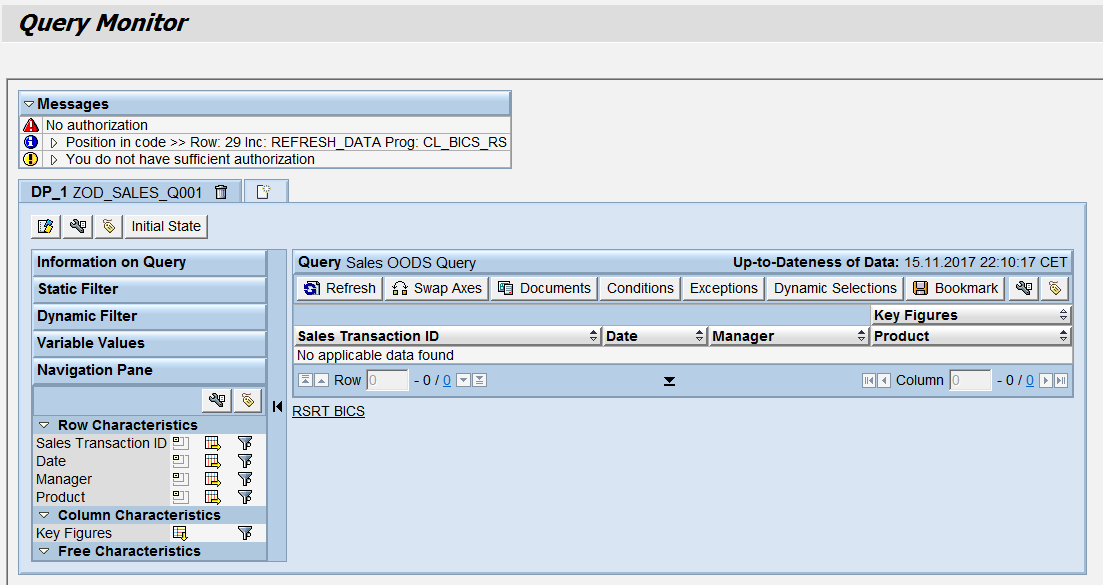 Query Monitor
Messages
No authorization
Position in code >> Row: 29 Inc: REFRESH_DATA Prog: CL_BICS_RS
You do not have sufficient authorization
DP_1 ZOD_SALES_Q001
Initial State
Information on Query
Static Filter
Dynamic Filter
Variable Values
Navigation Pane
Row Characteristics
Sales Transaction ID
Date
Manager
Product
Column Characteristics
Key Figures
Free Characteristics
Query Sales OODS Query Up-to-Dateness of Data: 15.11.2017 22:10:17 CET
Refresh Swap Axes Documents Conditions Exceptions Dynamic Selections Bookmark
Key Figures
Sales Transaction ID Date Manager Product
No applicable data found
Row 0 - 0 / 0 Column 0 - 0 / 0
RSRT BICS